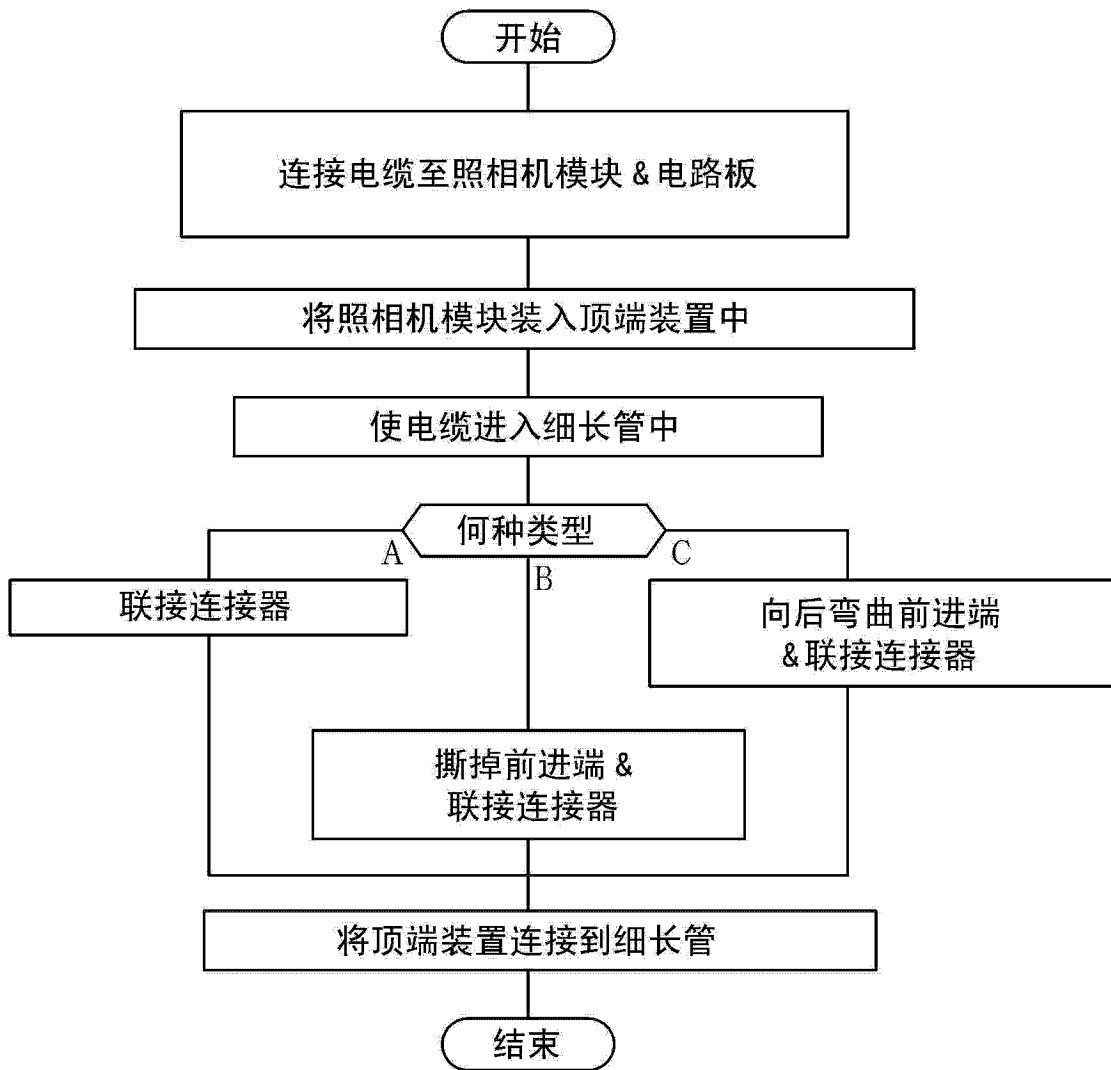 开始
连接电缆至照相机模块&电路板
将照相机模块装入顶端装置中
使电缆进入细长管中
何种类型
A
B
C
联接连接器
向后弯曲前进端
&联接连接器
撕掉前进端&
联接连接器
将顶端装置连接到细长管
结束